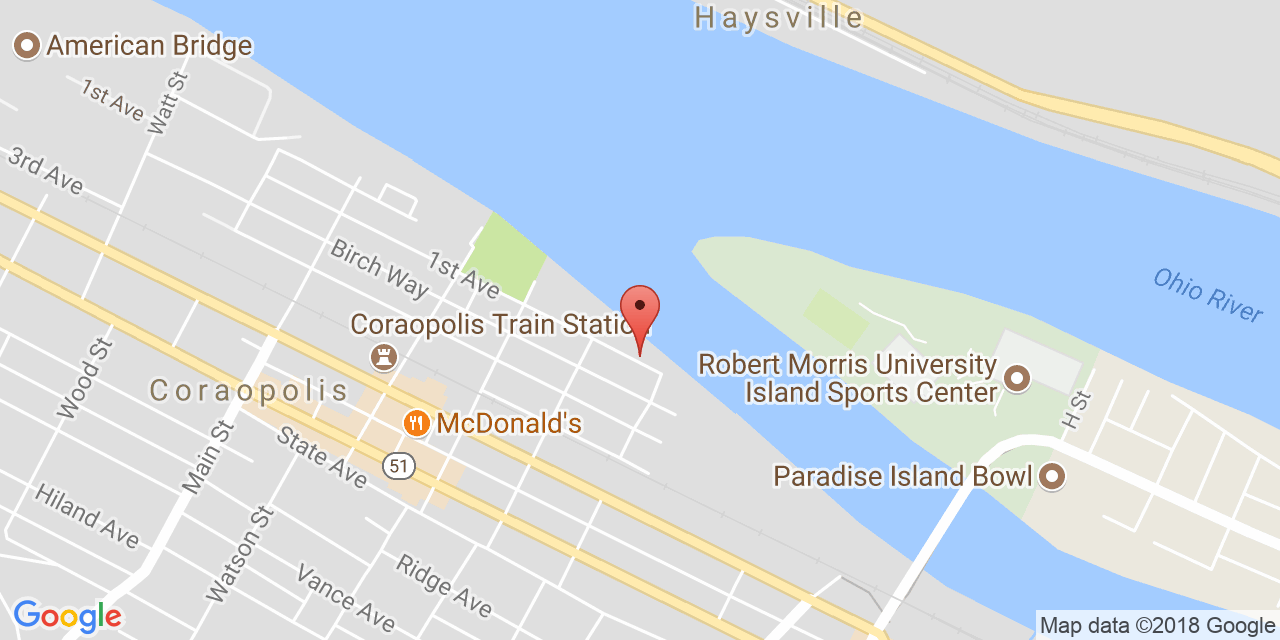 Haysville
American Bridge
1st Ave
Watt St
3rd Ave
Birch Way
1st Ave
Ohio River
Coraopolis Train Station
Robert Morris University
Island Sports Center
Wood St
Coraopolis
H St
McDonald's
Main St
State Ave
51
Paradise Island Bowl
Hiland Ave
Watson St
Vance Ave
Ridge Ave
Google
Map data ©2018 Google